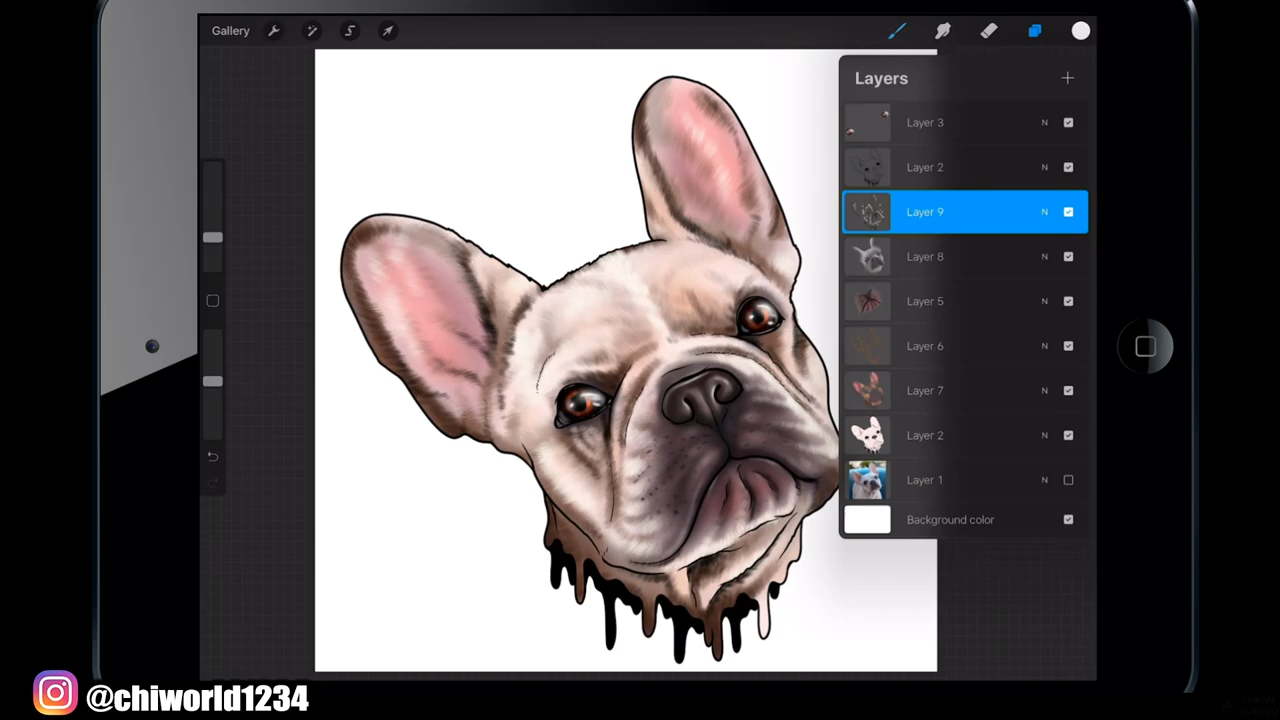 Gallery
Layers
Layer 3 N
Layer 2 N
Layer 9 N
Layer 8 N
Layer 5 N
Layer 6 N
Layer 7 N
Layer 2 N
Layer 1 N
Background color
@chiworld1234